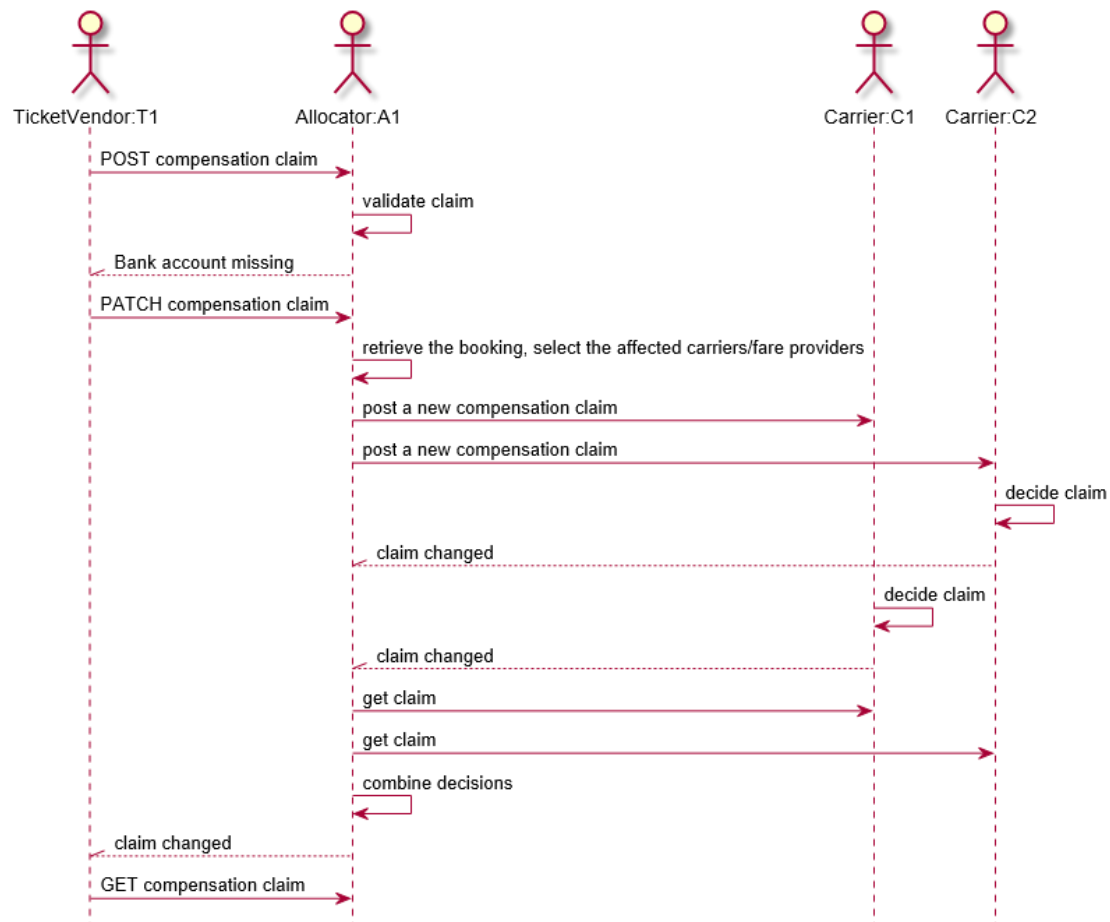 TicketVendor:T1
Allocator:A1
Carrier:C1
Carrier:C2
POST compensation claim
validate claim
Bank account missing
PATCH compensation claim
retrieve the booking, select the affected carriers/fare providers
post a new compensation claim
post a new compensation claim
decide claim
claim changed
decide claim
claim changed
get claim
get claim
combine decisions
claim changed
GET compensation claim